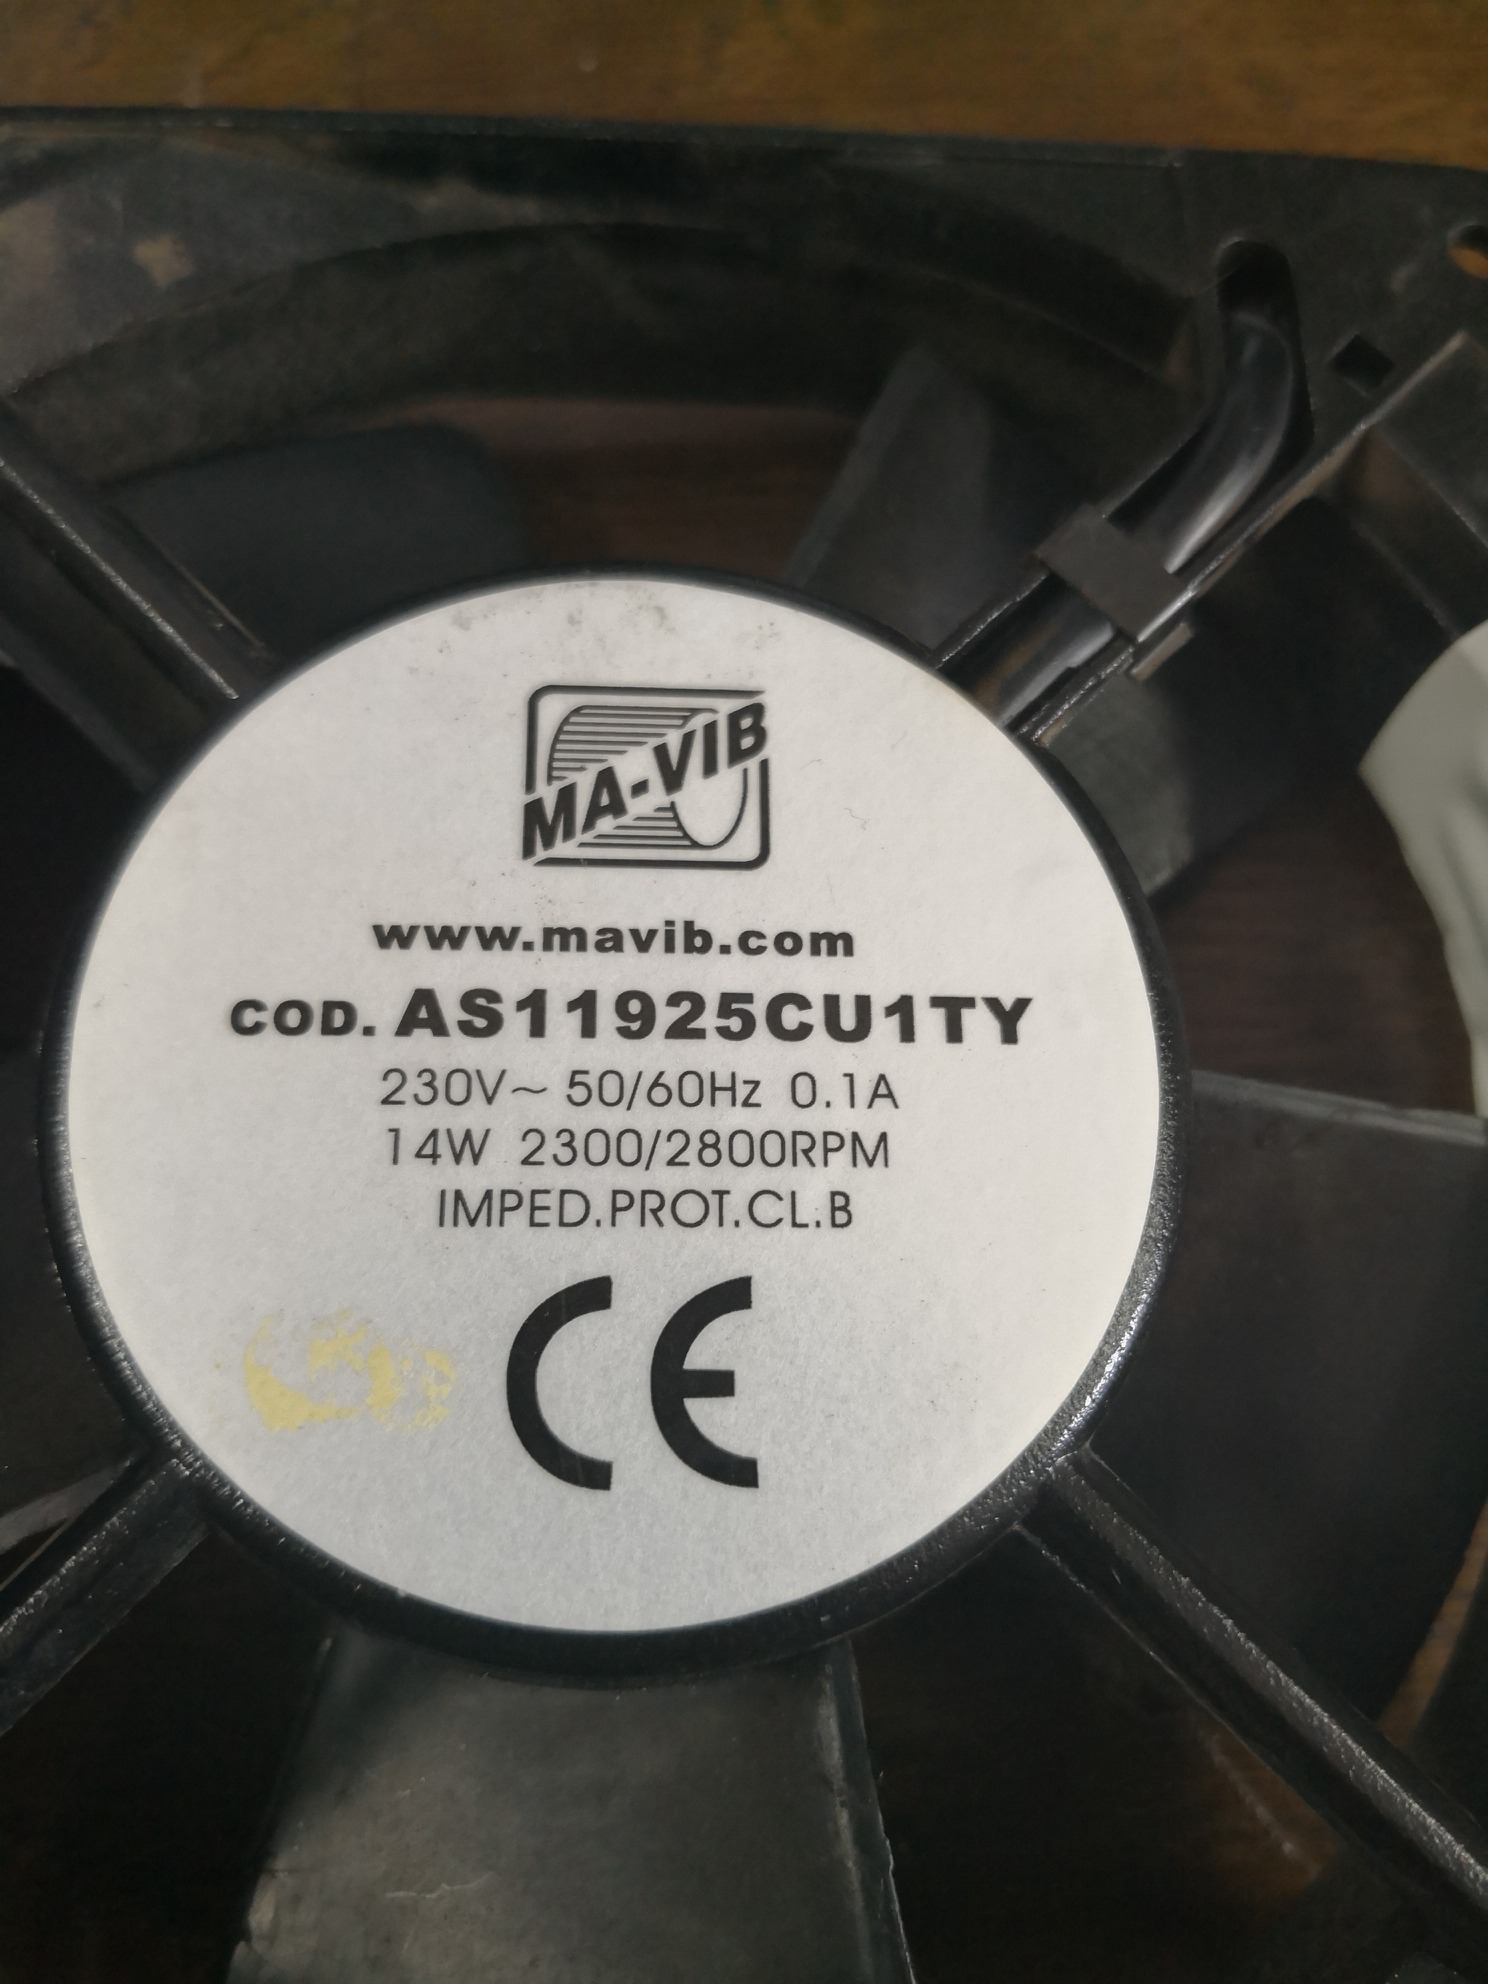 MA-VIB
www.mavib.com
COD. AS11925CU1TY
230V~ 50/60Hz 0.1A
14W 2300/2800RPM
IMPED.PROT.CL.B
CE